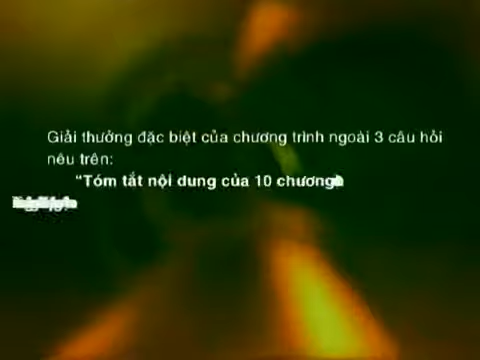 Giải thưởng đặc biệt của chương trình ngoài 3 câu hỏi
nêu trên:
“Tóm tắt nội dung của 10 chương